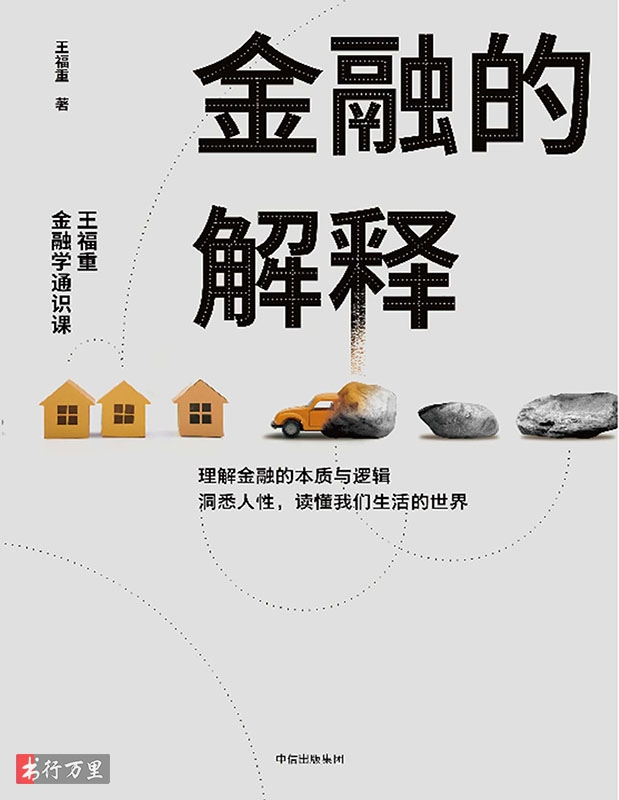 王福重 著
金融的
解释
王福重
金融学通识课
理解金融的本质与逻辑
洞悉人性，读懂我们生活的世界
中信出版集团
书行万里